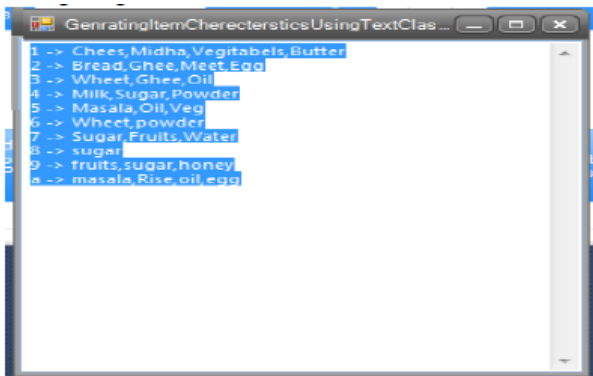 GenratingItemCherectersticsUsingTextClas...
1 -> Chees,Midha,Vegitabels,Butter
2 -> Bread,Ghee,Meet,Egg
3 -> Wheet,Ghee,Oil
4 -> Milk,Sugar,Powder
5 -> Masala,Oil,Veg
6 -> Wheet,powder
7 -> Sugar,Fruits,Water
8 -> sugar
9 -> fruits,sugar,honey
a -> masala,Rise,oil,egg